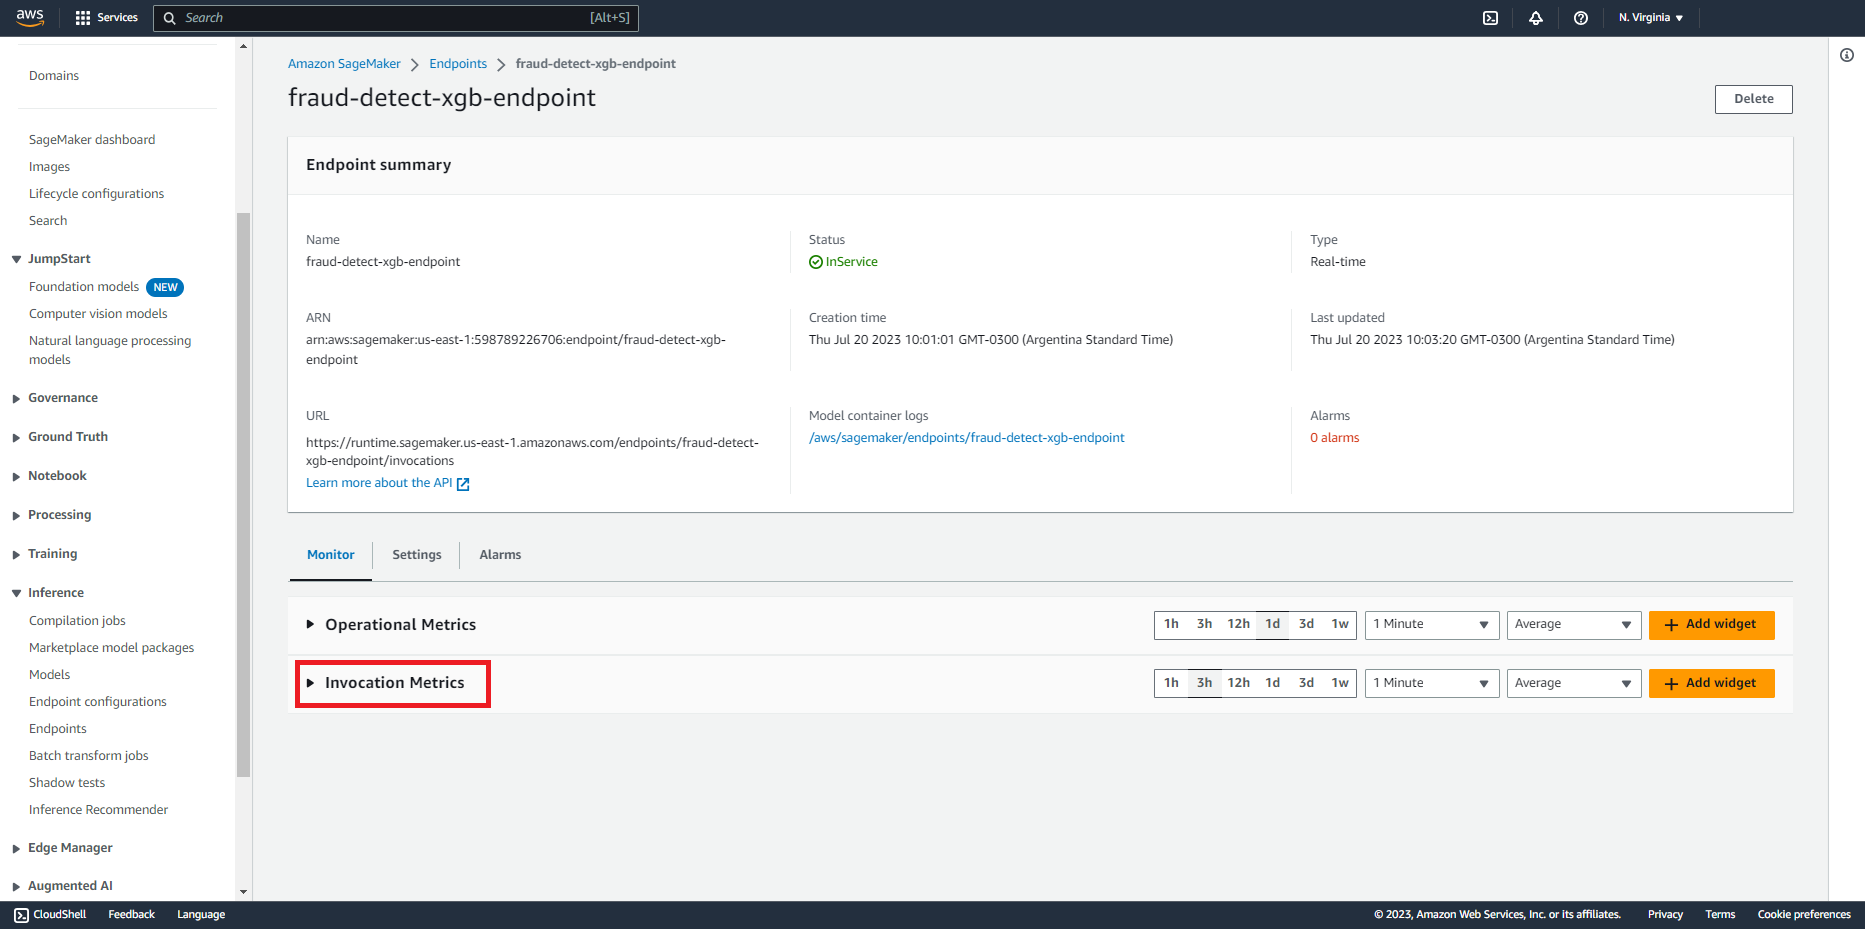 aws
Services
Search
[Alt+S]
N. Virginia
Domains
SageMaker dashboard
Images
Lifecycle configurations
Search
JumpStart
Foundation models NEW
Computer vision models
Natural language processing
models
Governance
Ground Truth
Notebook
Processing
Training
Inference
Compilation jobs
Marketplace model packages
Models
Endpoint configurations
Endpoints
Batch transform jobs
Shadow tests
Inference Recommender
Edge Manager
Augmented AI
Amazon SageMaker
Endpoints
fraud-detect-xgb-endpoint
fraud-detect-xgb-endpoint
Delete
Endpoint summary
Name
fraud-detect-xgb-endpoint
Status
InService
Type
Real-time
ARN
arn:aws:sagemaker:us-east-1:598789226706:endpoint/fraud-detect-xgb-
endpoint
Creation time
Thu Jul 20 2023 10:01:01 GMT-0300 (Argentina Standard Time)
Last updated
Thu Jul 20 2023 10:03:20 GMT-0300 (Argentina Standard Time)
URL
https://runtime.sagemaker.us-east-1.amazonaws.com/endpoints/fraud-detect-
xgb-endpoint/invocations
Learn more about the API
Model container logs
/aws/sagemaker/endpoints/fraud-detect-xgb-endpoint
Alarms
0 alarms
Monitor
Settings
Alarms
Operational Metrics
1h 3h 12h 1d 3d 1w
1 Minute
Average
Add widget
Invocation Metrics
1h 3h 12h 1d 3d 1w
1 Minute
Average
Add widget
CloudShell
Feedback
Language
© 2023, Amazon Web Services, Inc. or its affiliates.
Privacy
Terms
Cookie preferences